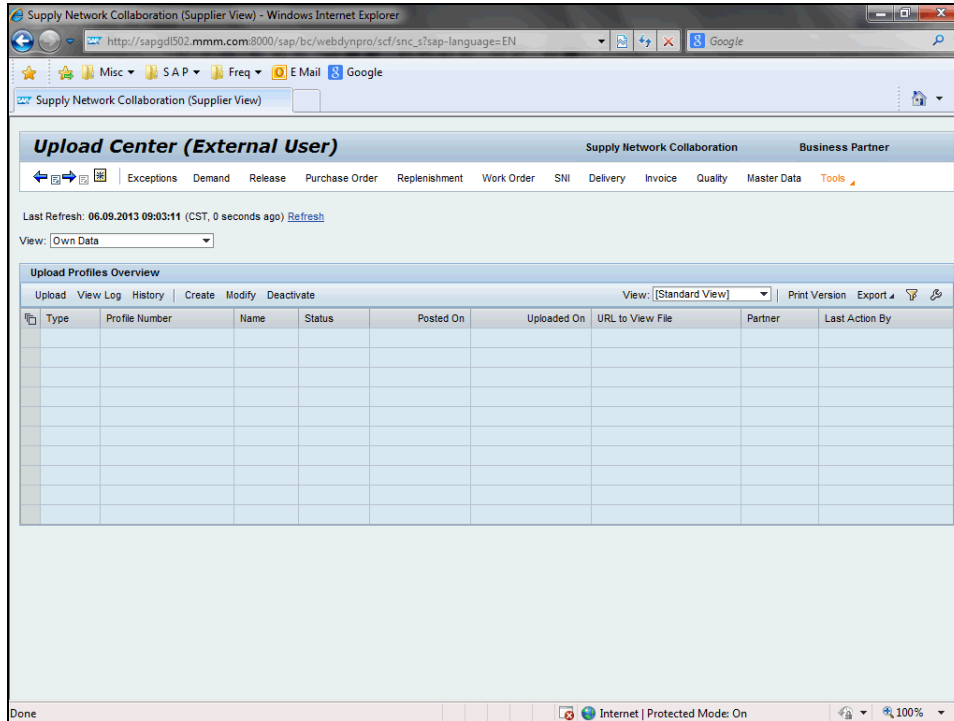 Supply Network Collaboration (Supplier View) - Windows Internet Explorer
http://sapgdl502.mmm.com:8000/sap/bc/webdynpro/scf/snc_s?sap-language=EN
Google
Misc SAP Freq E Mail Google
Supply Network Collaboration (Supplier View)
Upload Center (External User) Supply Network Collaboration Business Partner
Exceptions Demand Release Purchase Order Replenishment Work Order SNI Delivery Invoice Quality Master Data Tools
Last Refresh: 06.09.2013 09:03:11 (CST, 0 seconds ago) Refresh
View: Own Data
Upload Profiles Overview
Upload View Log History | Create Modify Deactivate View: [Standard View] | Print Version Export
Type Profile Number Name Status Posted On Uploaded On URL to View File Partner Last Action By
Done Internet | Protected Mode: On 100%